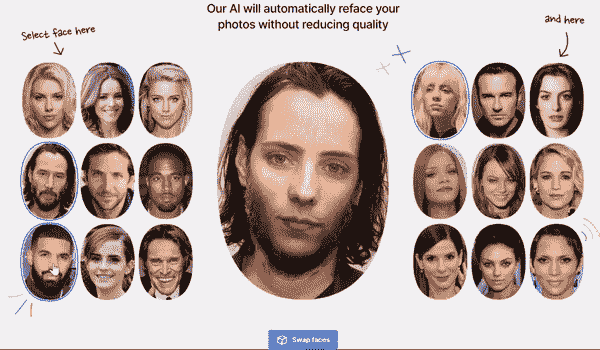 Our AI will automatically reface your
photos without reducing quality
Select face here
and here
Swap faces